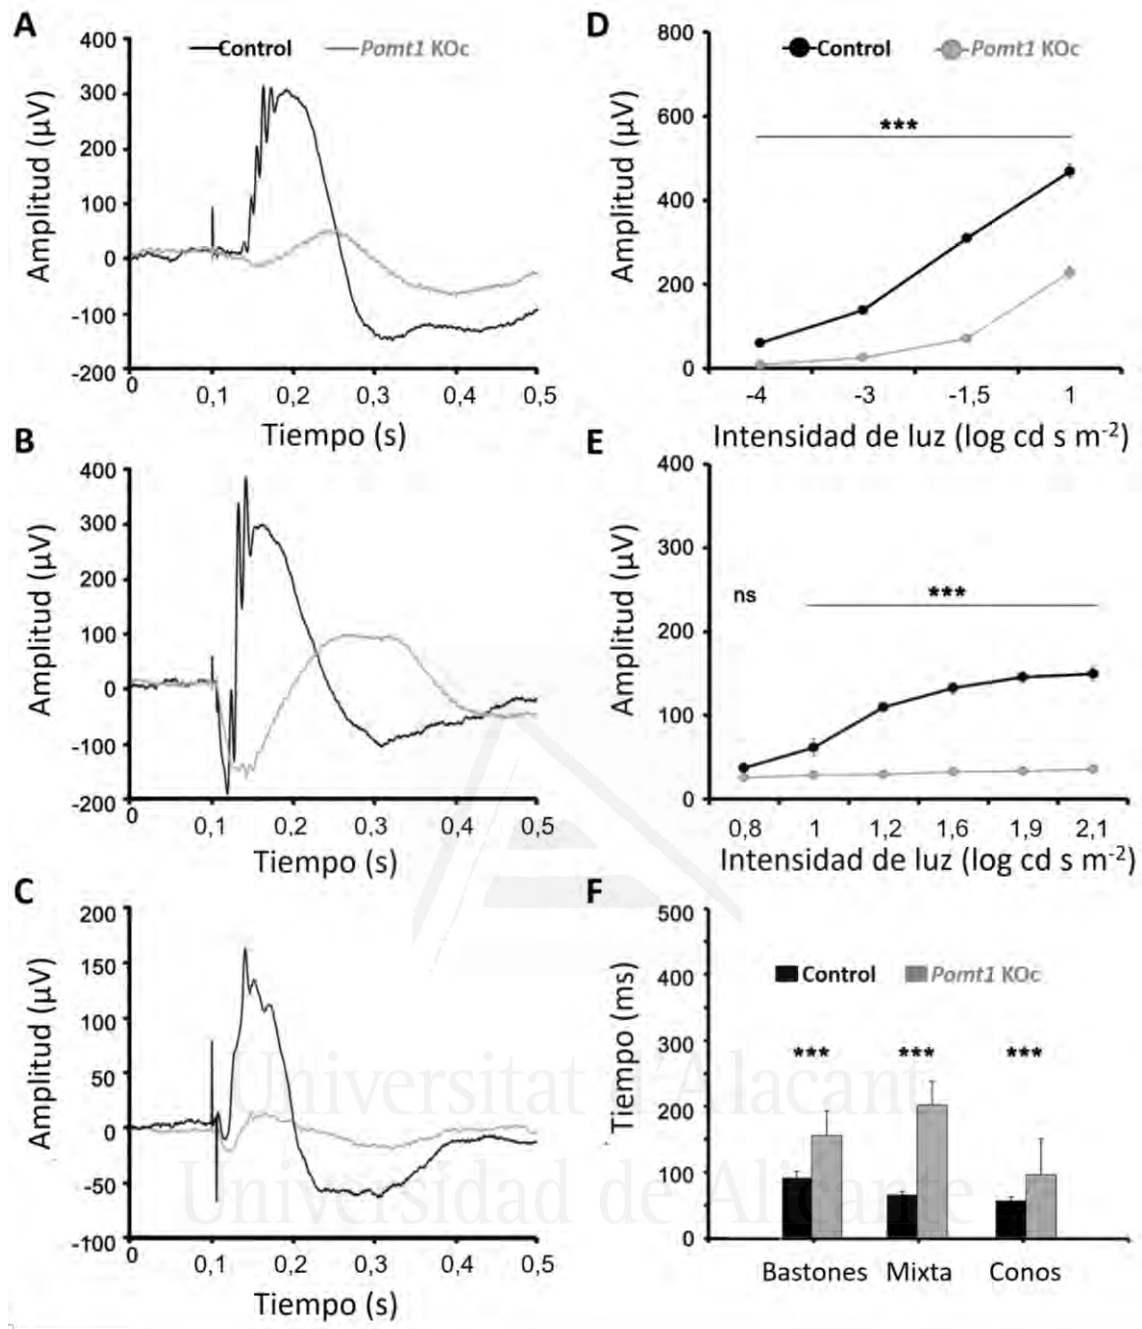 A
Amplitud (µV)
400
300
200
100
0
-100
-200
Control
Pomt1 KOc
0 0,1 0,2 0,3 0,4 0,5
Tiempo (s)
B
Amplitud (µV)
400
300
200
100
0
-100
-200
0 0,1 0,2 0,3 0,4 0,5
Tiempo (s)
C
Amplitud (µV)
200
150
100
50
0
-50
-100
0 0,1 0,2 0,3 0,4 0,5
Tiempo (s)
D
Amplitud (µV)
800
600
400
200
0
Control
Pomt1 KOc
***
-4 -3 -1,5 1
Intensidad de luz (log cd s m-2)
E
Amplitud (µV)
400
300
200
100
0
ns
***
0,8 1 1,2 1,6 1,9 2,1
Intensidad de luz (log cd s m-2)
F
Tiempo (ms)
500
400
300
200
100
0
Control
Pomt1 KOc
*** *** ***
Bastones Mixta Conos
Universitat d'Alacant
Universidad de Alicante